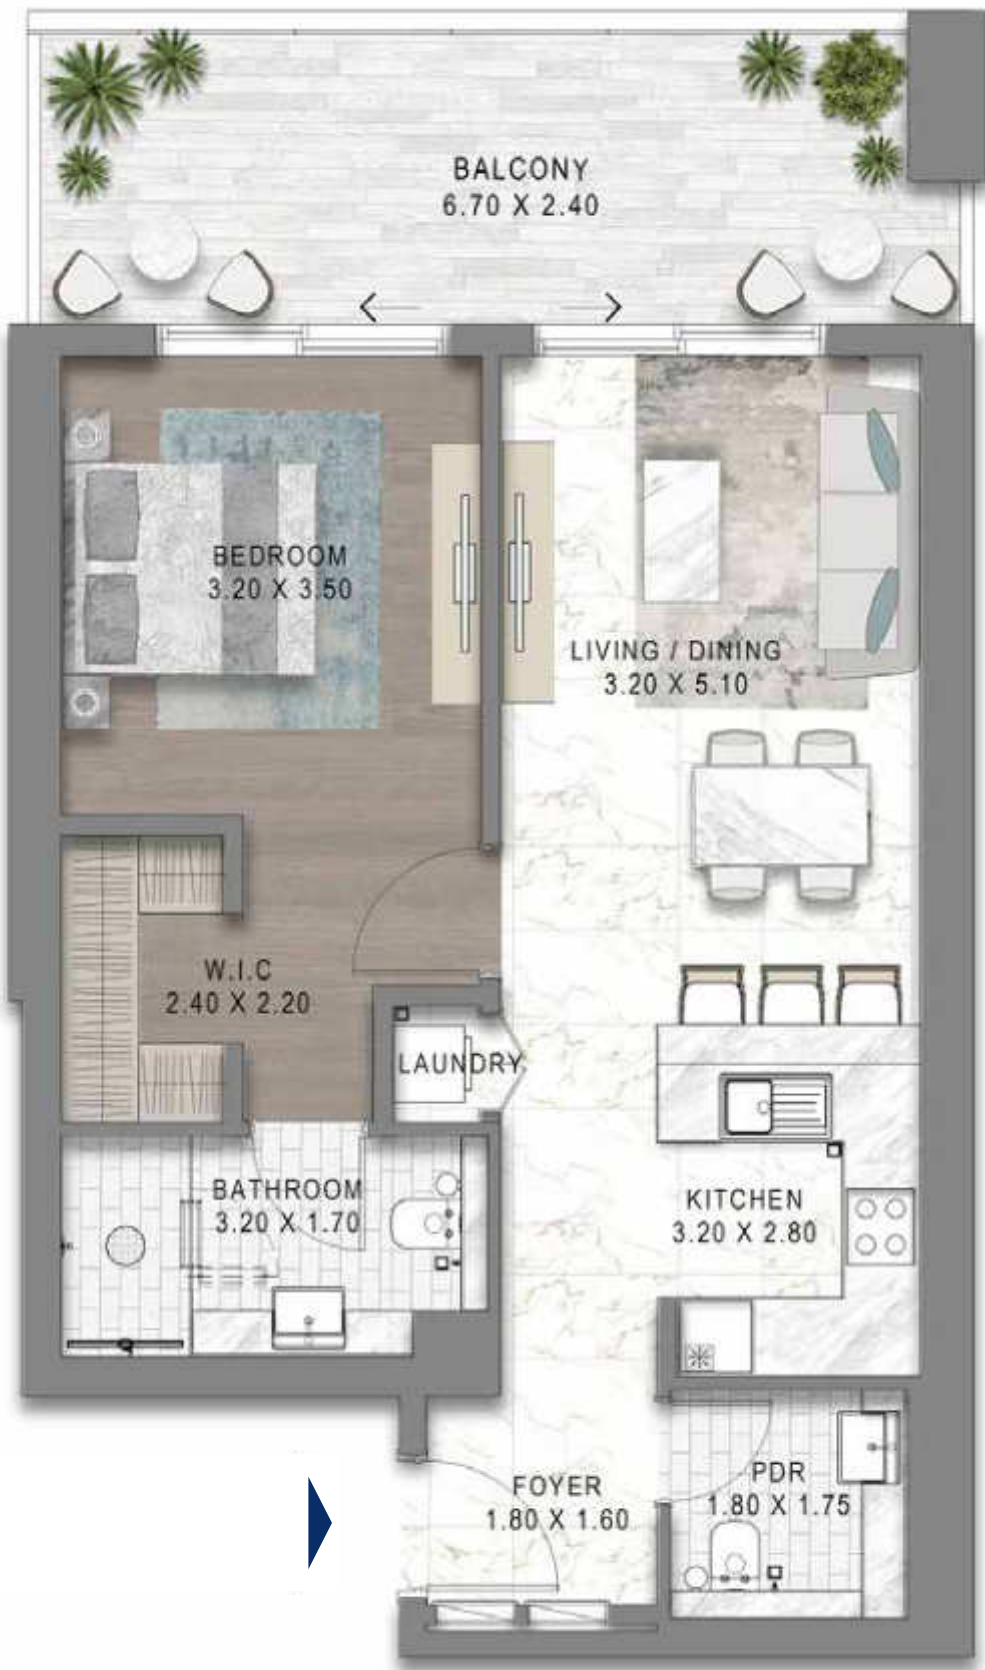 BALCONY
6.70 X 2.40
BEDROOM
3.20 X 3.50
LIVING / DINING
3.20 X 5.10
W.I.C
2.40 X 2.20
LAUNDRY
BATHROOM
3.20 X 1.70
KITCHEN
3.20 X 2.80
FOYER
1.80 X 1.60
PDR
1.80 X 1.75